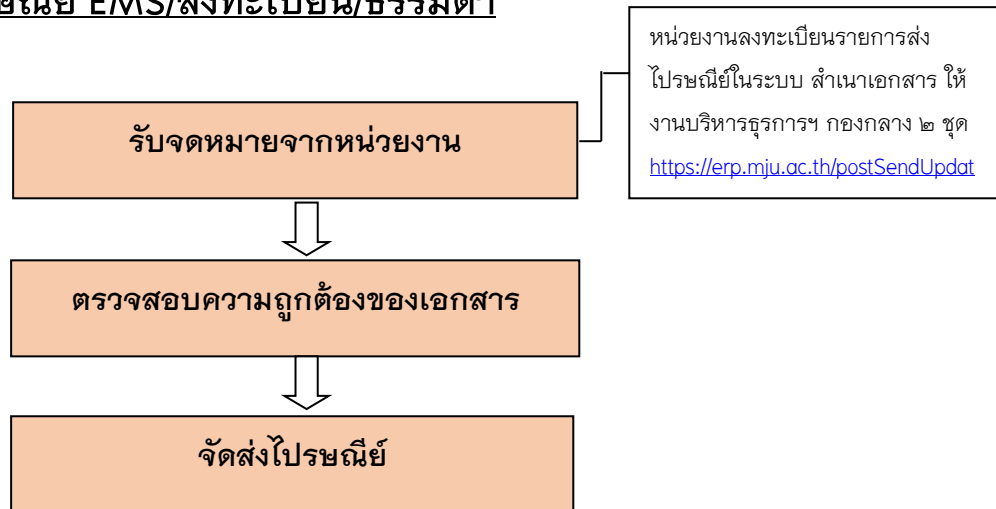 EMS/ลงทะเบียน/ธรรมดา
หน่วยงานลงทะเบียนรายการส่ง
ไปรษณีย์ในระบบ สำเนาเอกสาร ให้
งานบริหารธุรการฯ กองกลาง ๒ ชุด
https://erp.mju.ac.th/postSendUpdat
รับจดหมายจากหน่วยงาน
ตรวจสอบความถูกต้องของเอกสาร
จัดส่งไปรษณีย์